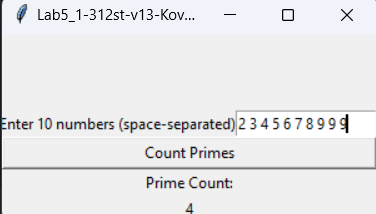 Lab5_1-312st-v13-Kov...
Enter 10 numbers (space-separated) 2 3 4 5 6 7 8 9 9 9
Count Primes
Prime Count:
4